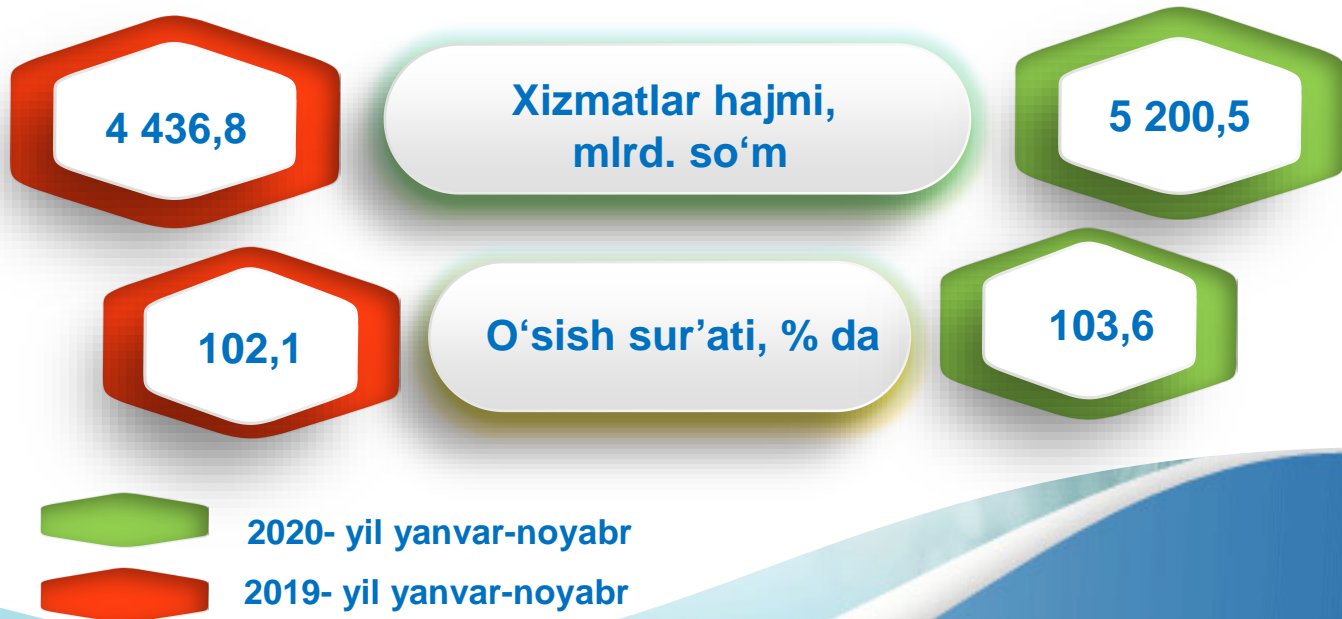 4 436,8
Xizmatlar hajmi,
mlrd. so‘m
5 200,5
102,1
O‘sish sur’ati, % da
103,6
2020- yil yanvar-noyabr
2019- yil yanvar-noyabr